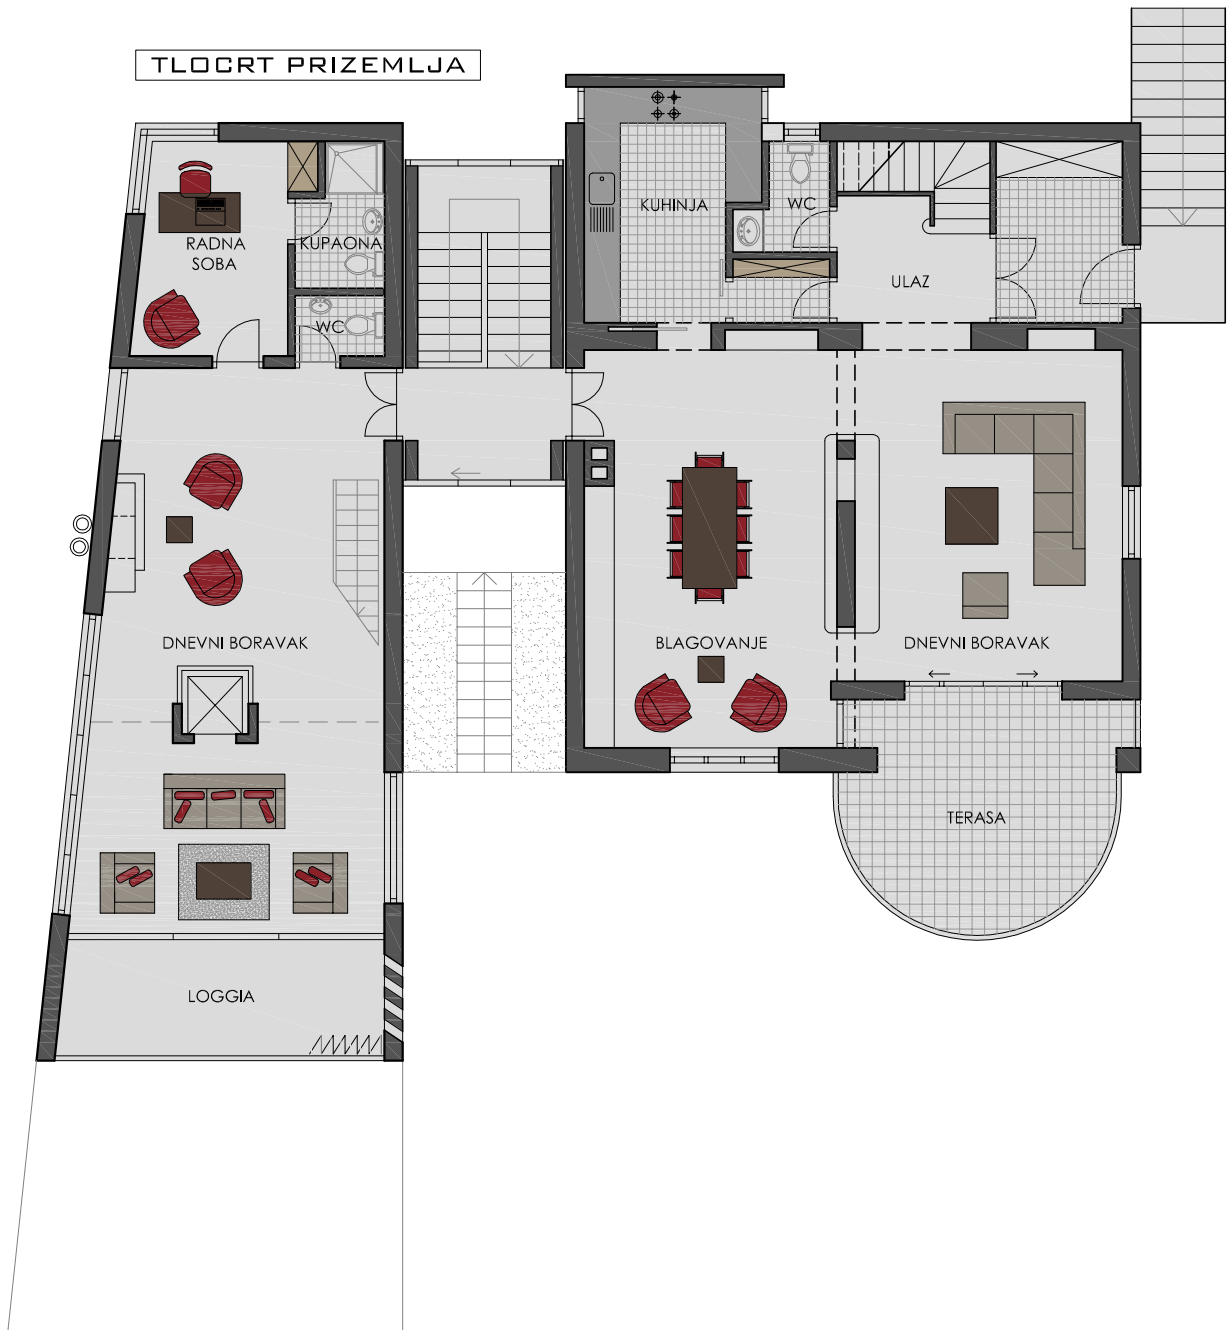 TLOCRT PRIZEMLJA
RADNA
SOBA
KUPAONA
WC
KUHINJA
WC
ULAZ
DNEVNI BORAVAK
BLAGOVANJE
DNEVNI BORAVAK
TERASA
LOGGIA